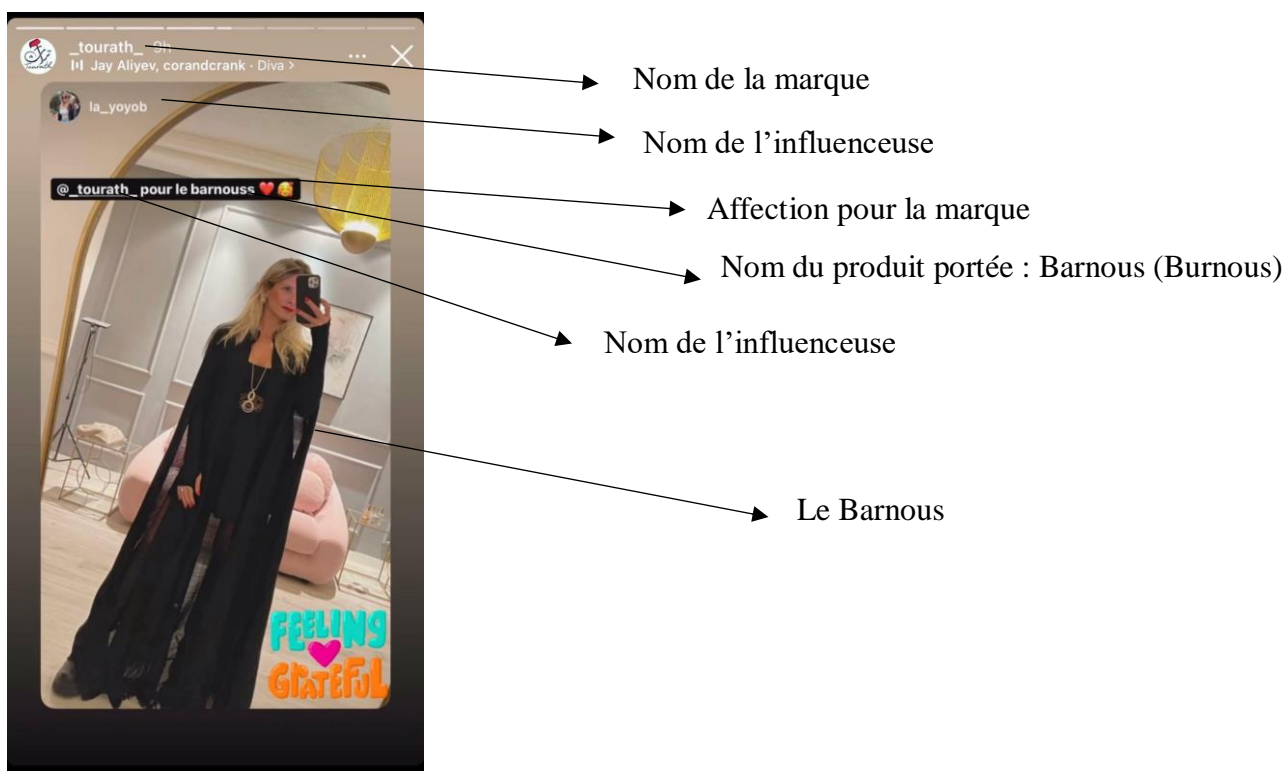 _tourath_ 9h
Jay Aliyev, corandcrank · Diva >
la_yoyob
@_tourath_ pour le barnouss ❤️ 🥰
FEELING
GRATEFUL
Nom de la marque
Nom de l’influenceuse
Affection pour la marque
Nom du produit portée : Barnous (Burnous)
Nom de l’influenceuse
Le Barnous